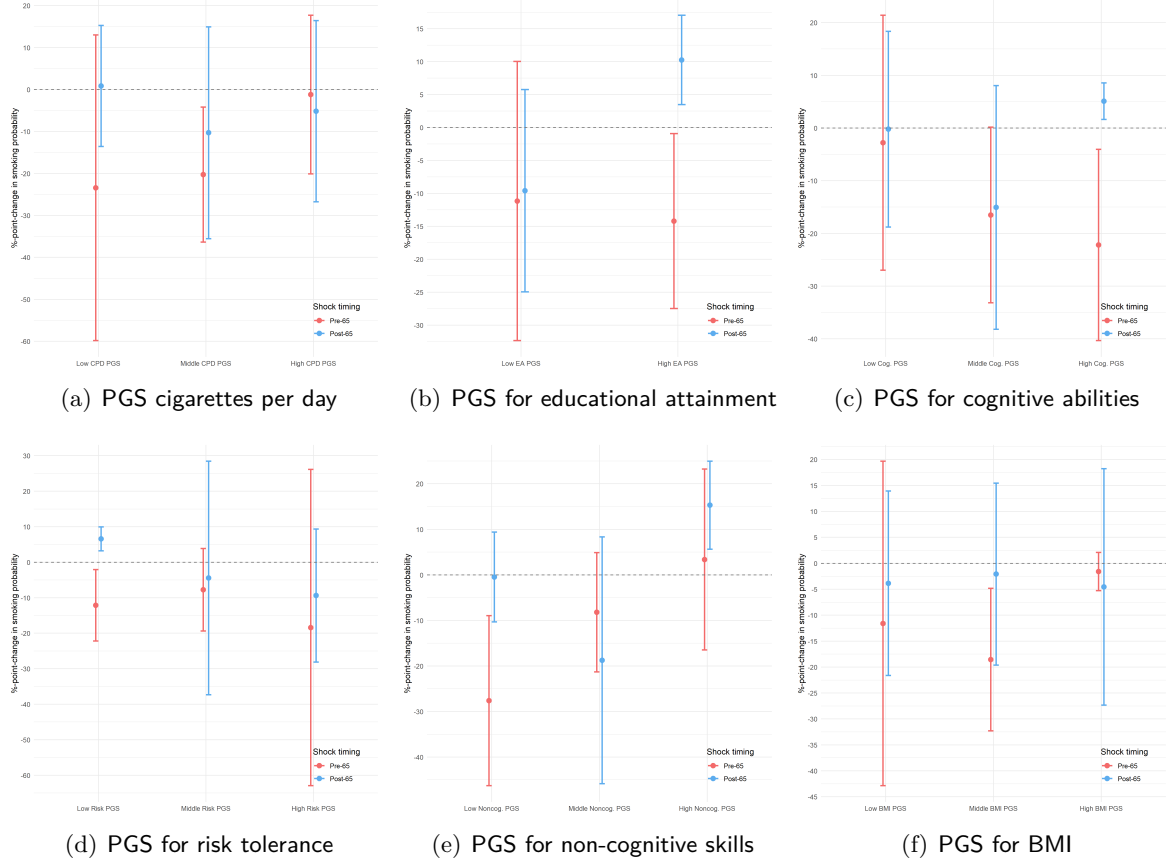 %-point-change in smoking probability
20
10
0
-10
-20
-30
-40
-50
-60
Low CPD PGS Middle CPD PGS High CPD PGS
Shock timing
Pre-65
Post-65
(a) PGS cigarettes per day
%-point-change in smoking probability
15
10
5
0
-5
-10
-15
-20
-25
-30
Low EA PGS High EA PGS
Shock timing
Pre-65
Post-65
(b) PGS for educational attainment
%-point-change in smoking probability
20
10
0
-10
-20
-30
-40
Low Cog. PGS Middle Cog. PGS High Cog. PGS
Shock timing
Pre-65
Post-65
(c) PGS for cognitive abilities
%-point-change in smoking probability
30
20
10
0
-10
-20
-30
-40
-50
-60
Low Risk PGS Middle Risk PGS High Risk PGS
Shock timing
Pre-65
Post-65
(d) PGS for risk tolerance
%-point-change in smoking probability
20
10
0
-10
-20
-30
-40
Low Noncog. PGS Middle Noncog. PGS High Noncog. PGS
Shock timing
Pre-65
Post-65
(e) PGS for non-cognitive skills
%-point-change in smoking probability
20
15
10
5
0
-5
-10
-15
-20
-25
-30
-35
-40
-45
Low BMI PGS Middle BMI PGS High BMI PGS
Shock timing
Pre-65
Post-65
(f) PGS for BMI